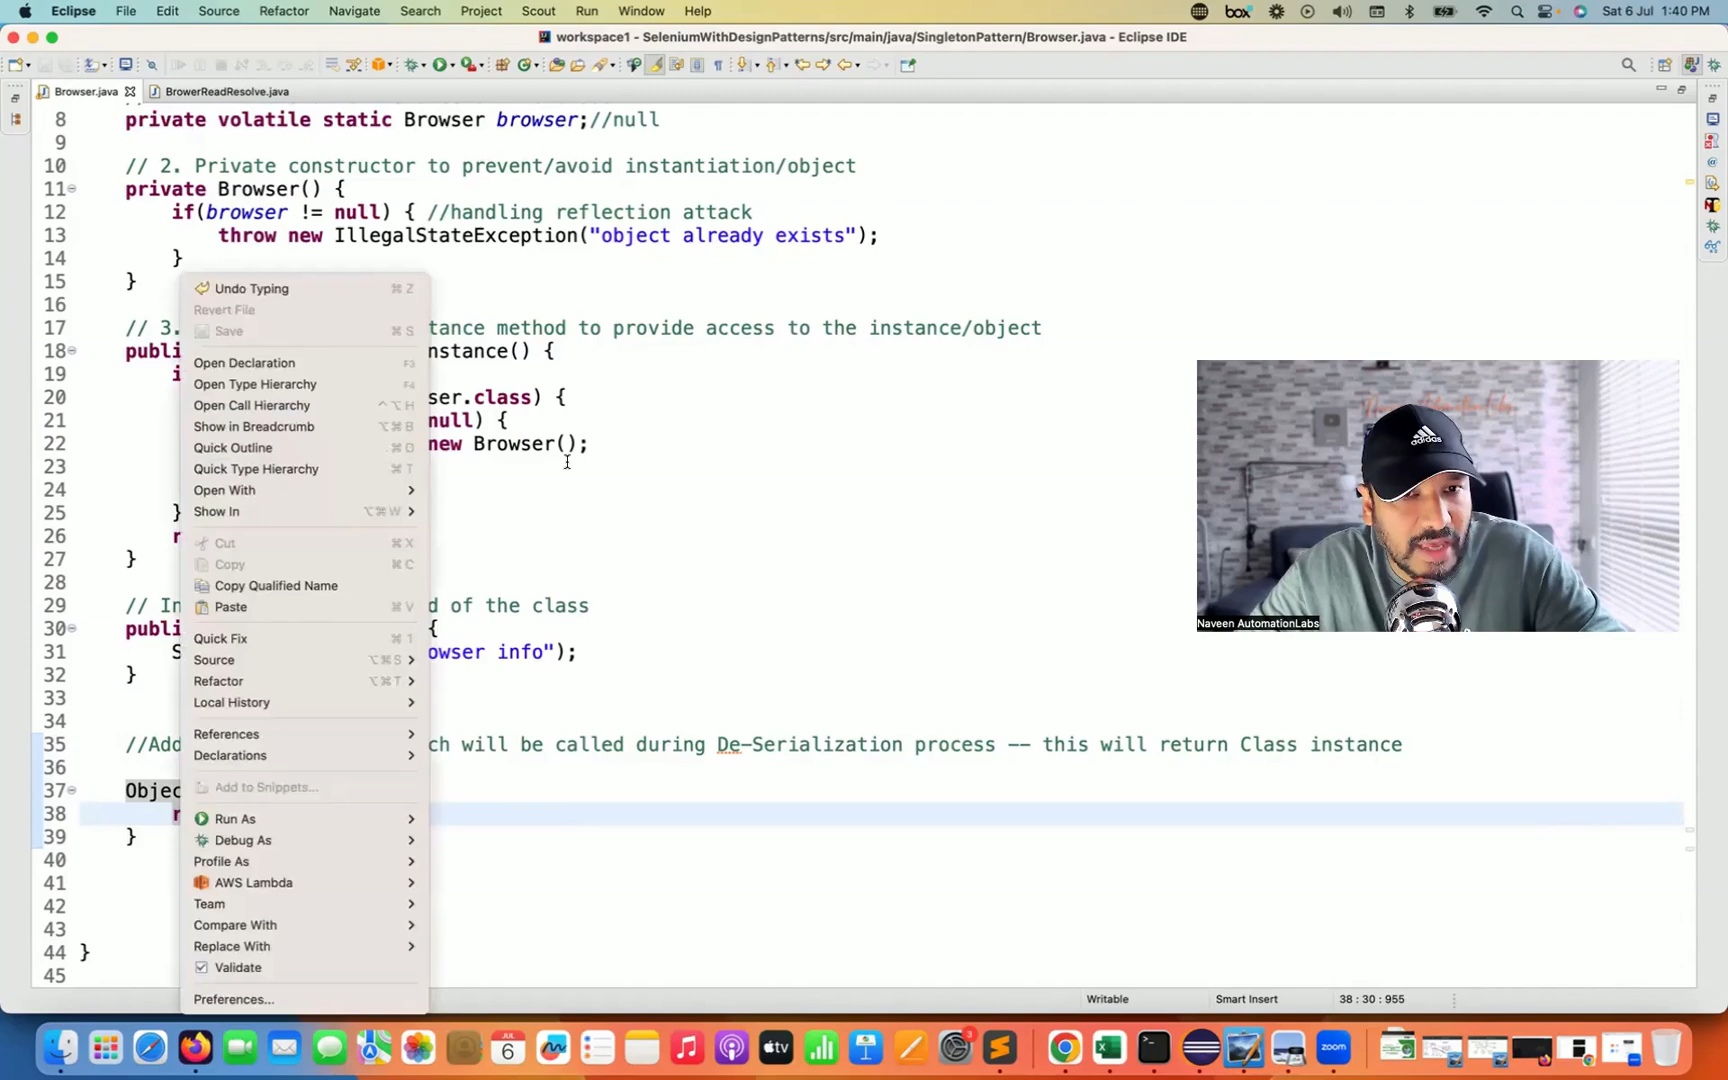 Eclipse File Edit Source Refactor Navigate Search Project Scout Run Window Help box Sat 6 Jul 1:40 PM
workspace1 - SeleniumWithDesignPatterns/src/main/java/SingletonPattern/Browser.java - Eclipse IDE
Browser.java BrowerReadResolve.java
8 private volatile static Browser browser;//null
9
10 // 2. Private constructor to prevent/avoid instantiation/object
11 private Browser() {
12 if(browser != null) { //handling reflection attack
13 throw new IllegalStateException("object already exists");
14 }
15 }
16
17 // 3. tance method to provide access to the instance/object
18 publi nstance() {
19 i
20 ser.class) {
21 null) {
22 new Browser();
23
24
25 }
26 r
27 }
28
29 // In d of the class
30 publi {
31 S owser info");
32 }
33
34
35 //Add ch will be called during De-Serialization process -- this will return Class instance
36
37 Objec
38 r
39 }
40
41
42
43
44 }
45
Undo Typing ⌘ Z
Revert File
Save ⌘ S
Open Declaration F3
Open Type Hierarchy F4
Open Call Hierarchy ^⌥H
Show in Breadcrumb ⌥⌘B
Quick Outline ⌘O
Quick Type Hierarchy ⌘T
Open With
Show In ⌥⌘W
Cut ⌘X
Copy ⌘C
Copy Qualified Name
Paste ⌘V
Quick Fix ⌘1
Source ⌥⌘S
Refactor ⌥⌘T
Local History
References
Declarations
Add to Snippets...
Run As
Debug As
Profile As
AWS Lambda
Team
Compare With
Replace With
Validate
Preferences...
adidas
Naveen AutomationLabs
Writable Smart Insert 38 : 30 : 955
JUL
6
tv
3
zoom